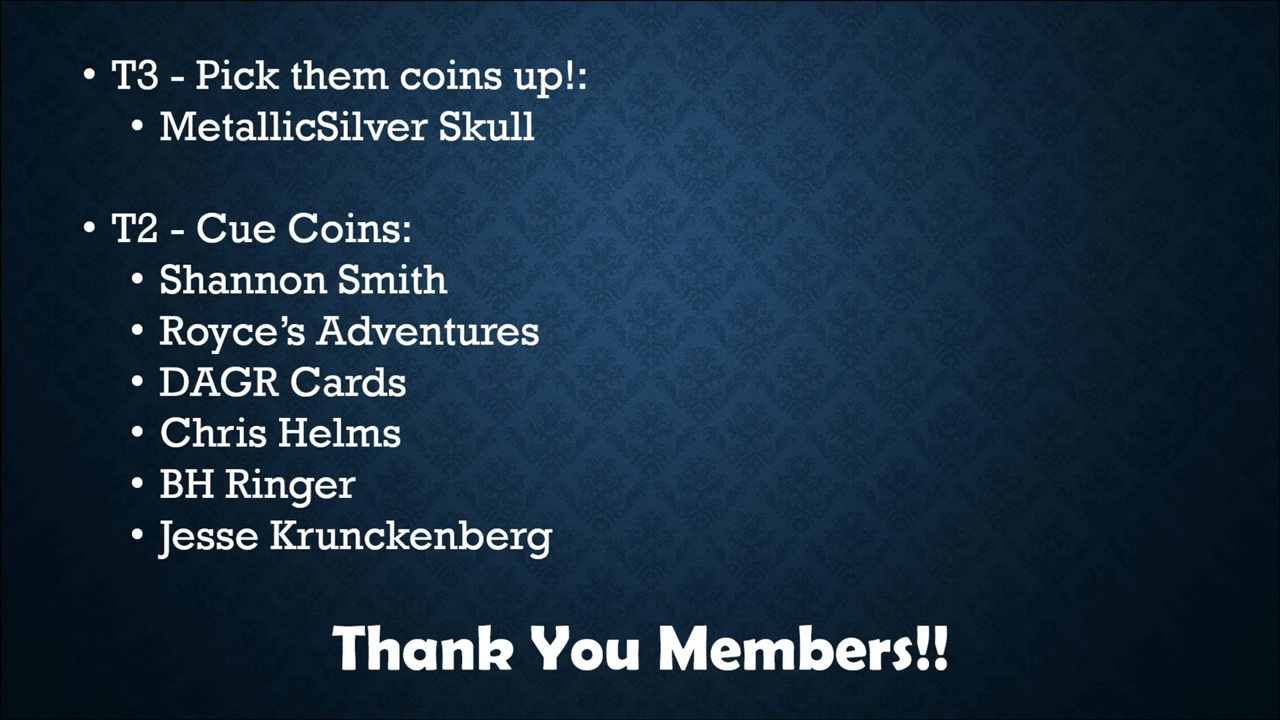 • T3 - Pick them coins up!:
• MetallicSilver Skull
• T2 - Cue Coins:
• Shannon Smith
• Royce’s Adventures
• DAGR Cards
• Chris Helms
• BH Ringer
• Jesse Krunckenberg
Thank You Members!!